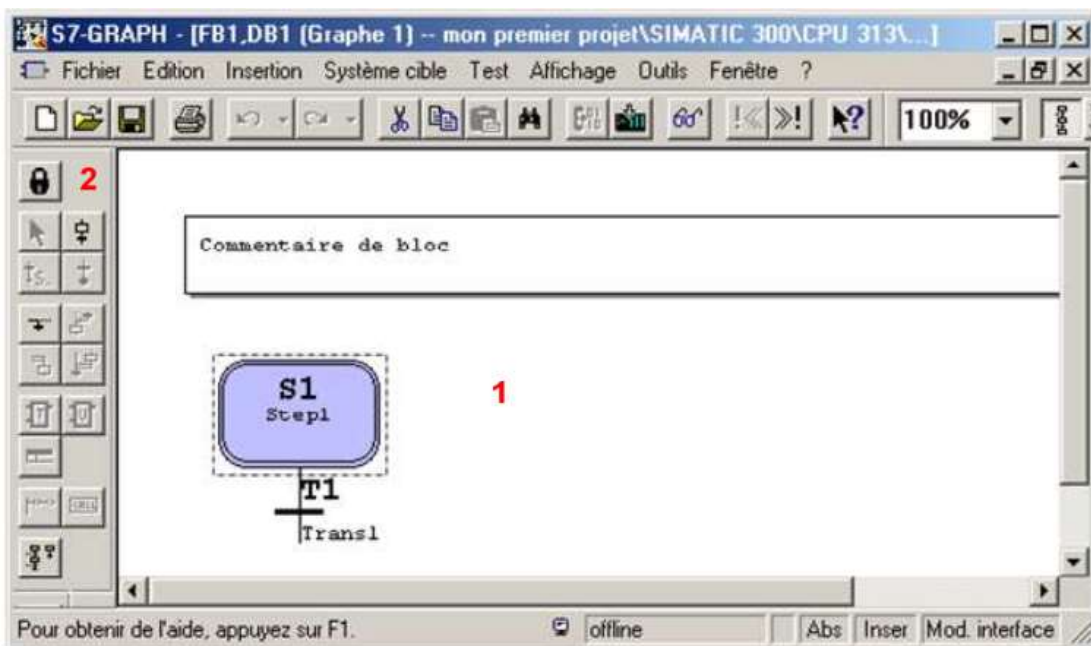 S7-GRAPH - [FB1,DB1 (Graphe 1) -- mon premier projet\SIMATIC 300\CPU 313\...]
Fichier Edition Insertion Système cible Test Affichage Outils Fenêtre ?
100%
2
Commentaire de bloc
S1
Step1
1
T1
Trans1
Pour obtenir de l'aide, appuyez sur F1. offline Abs Inser Mod. interface